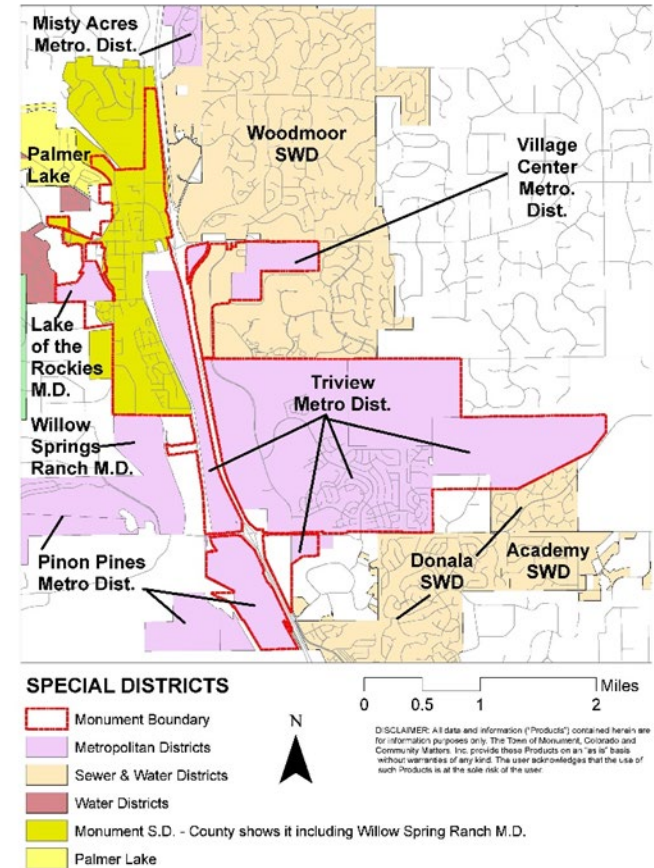 Misty Acres
Metro. Dist.
Woodmoor
SWD
Village
Center
Metro.
Dist.
Palmer
Lake
Lake
of the
Rockies
M.D.
Triview
Metro Dist.
Willow
Springs
Ranch M.D.
Pinon Pines
Metro Dist.
Donala
SWD
Academy
SWD
SPECIAL DISTRICTS
Monument Boundary
Metropolitan Districts
Sewer & Water Districts
Water Districts
Monument S.D. - County shows it including Willow Spring Ranch M.D.
Palmer Lake
N
0 0.5 1 2 Miles
DISCLAIMER: All data and information ("Products") contained herein are
for information purposes only. The Town of Monument, Colorado and
Community Matters, Inc. provide these Products on an "as is" basis
without warranties of any kind. The user acknowledges that the use of
such Products is at the sole risk of the user.